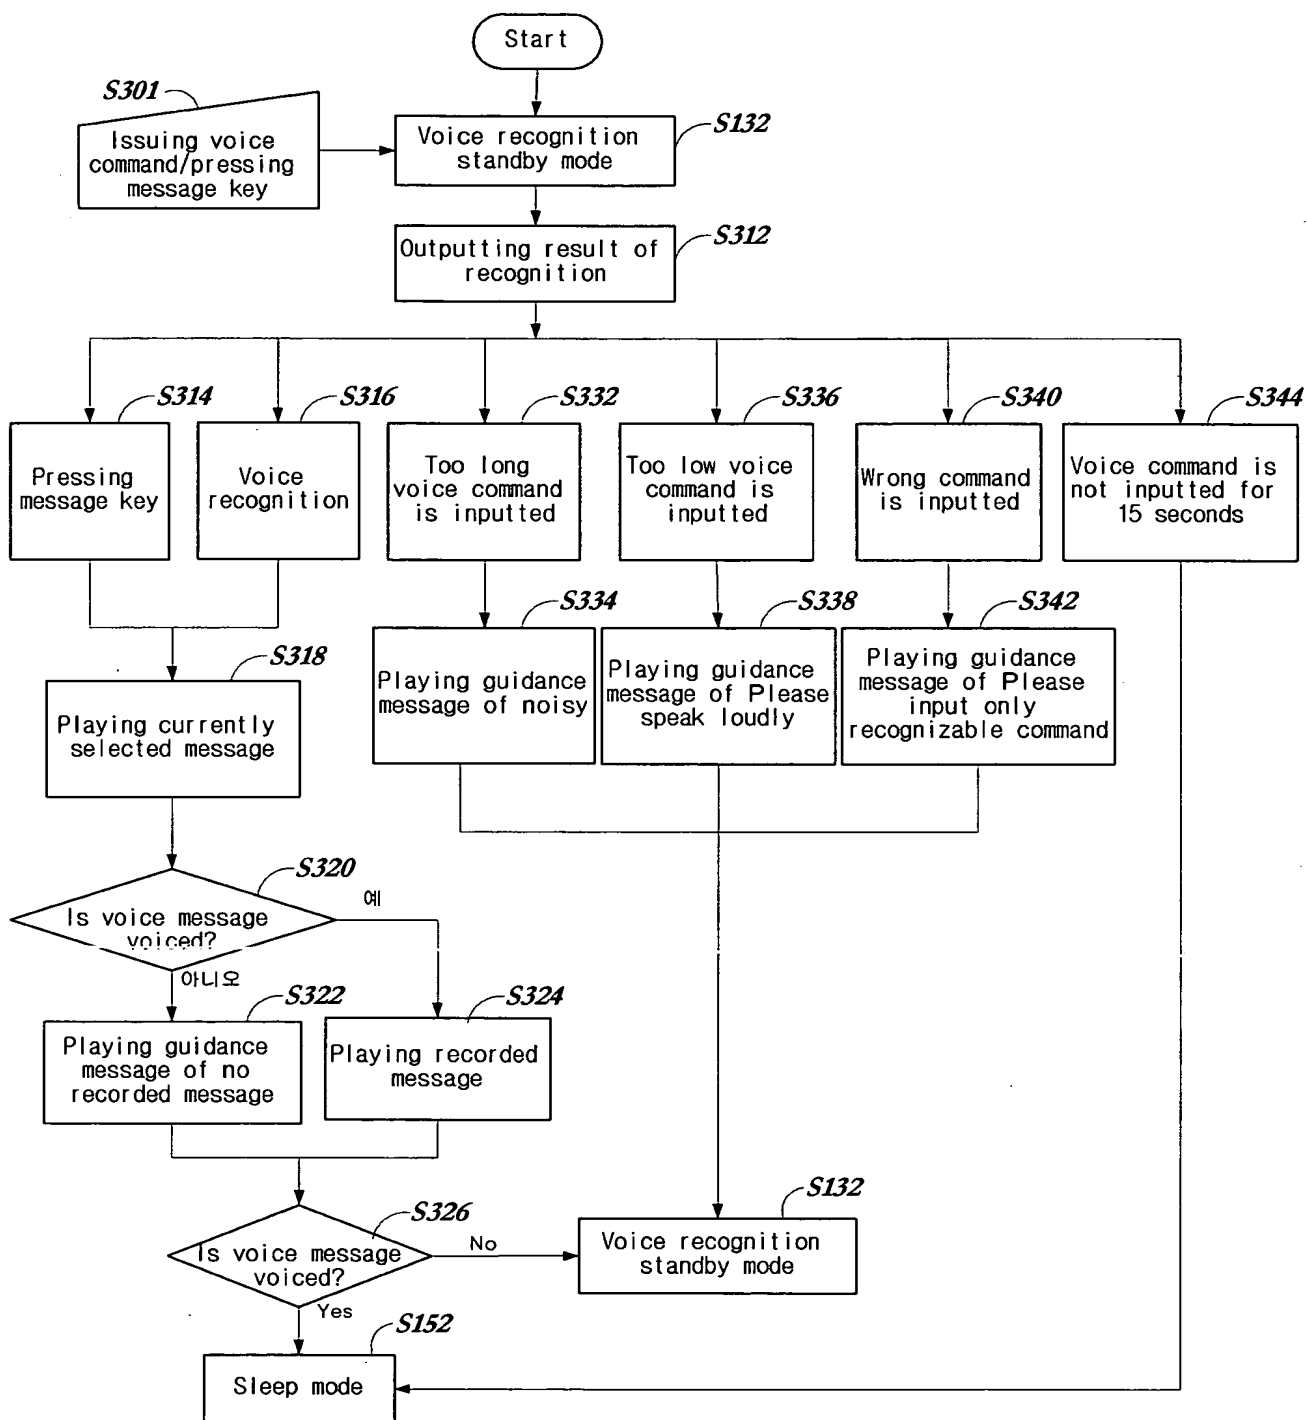 Start
S301
Issuing voice
command/pressing
message key
S132
Voice recognition
standby mode
S312
Outputting result of
recognition
S314
Pressing
message key
S316
Voice
recognition
S332
Too long
voice command
is inputted
S336
Too low voice
command is
inputted
S340
Wrong command
is inputted
S344
Voice command is
not inputted for
15 seconds
S334
Playing guidance
message of noisy
S338
Playing guidance
message of Please
speak loudly
S342
Playing guidance
message of Please
input only
recognizable command
S318
Playing currently
selected message
S320
Is voice message
voiced?
예
아니오
S322
Playing guidance
message of no
recorded message
S324
Playing recorded
message
S326
Is voice message
voiced?
No
Yes
S132
Voice recognition
standby mode
S152
Sleep mode